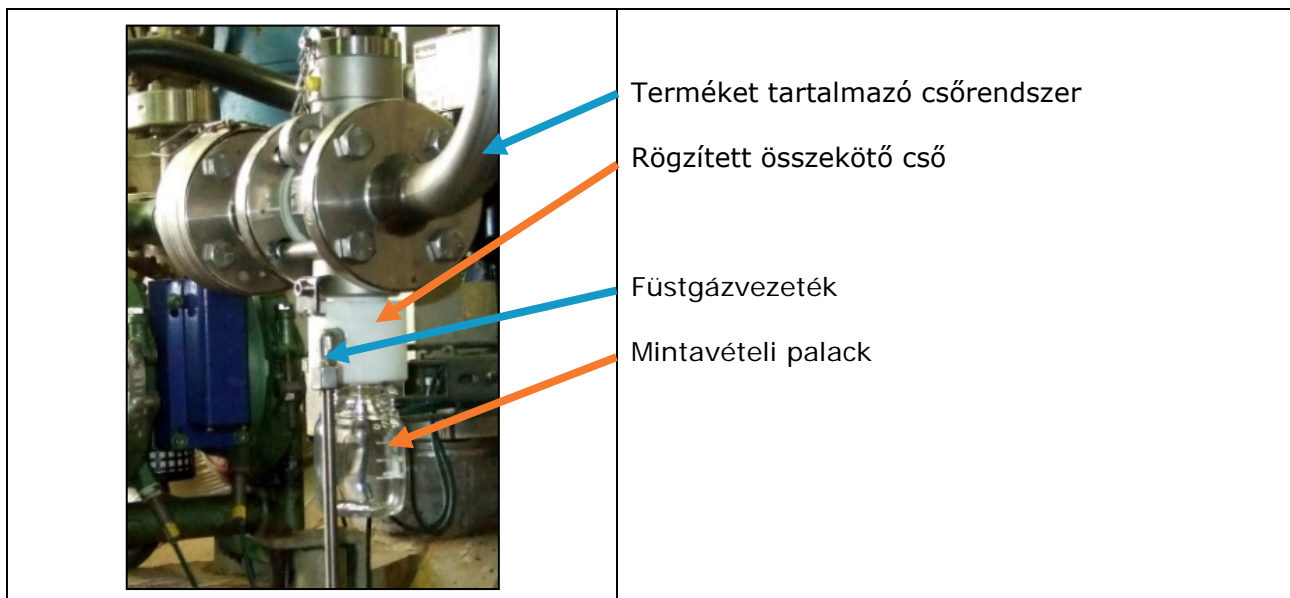 Terméket tartalmazó csőrendszer
Rögzített összekötő cső
Füstgázvezeték
Mintavételi palack